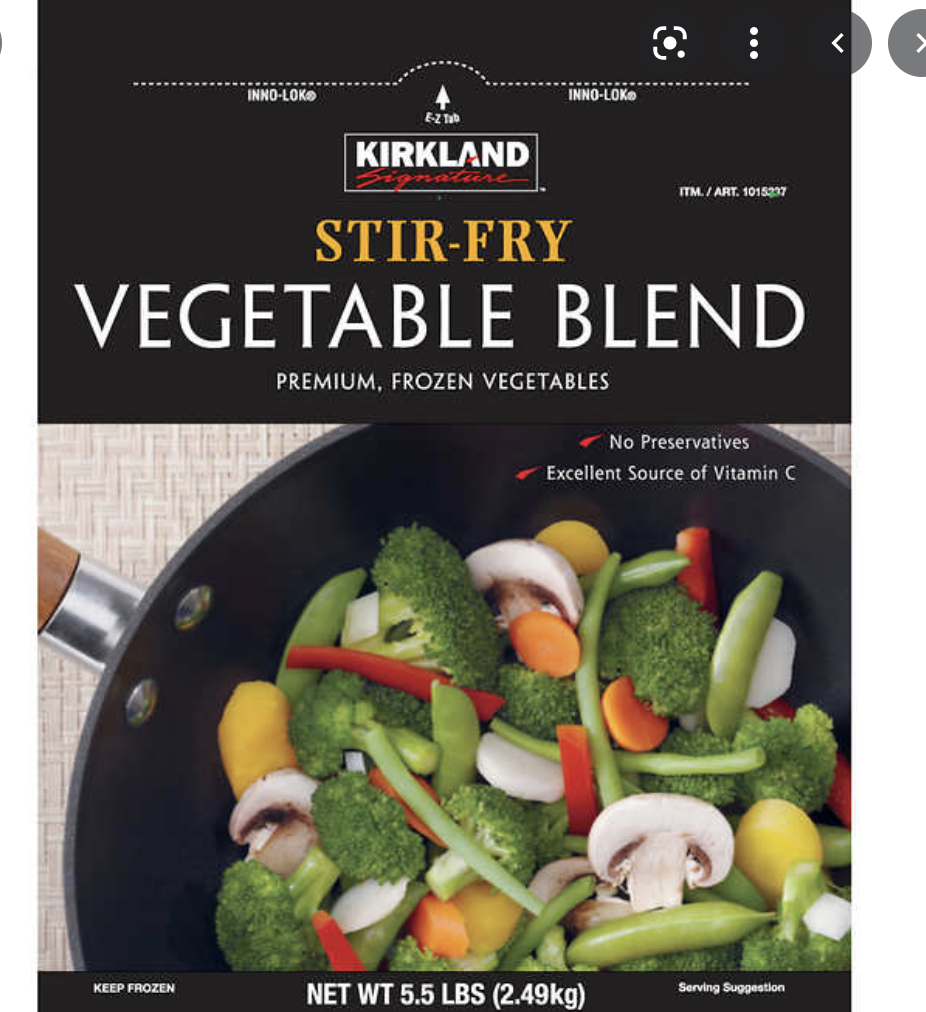 INNO-LOK®
INNO-LOK®
E-Z Tab
KIRKLAND
Signature™
ITM. / ART. 1015237
STIR-FRY
VEGETABLE BLEND
PREMIUM, FROZEN VEGETABLES
No Preservatives
Excellent Source of Vitamin C
KEEP FROZEN
NET WT 5.5 LBS (2.49kg)
Serving Suggestion